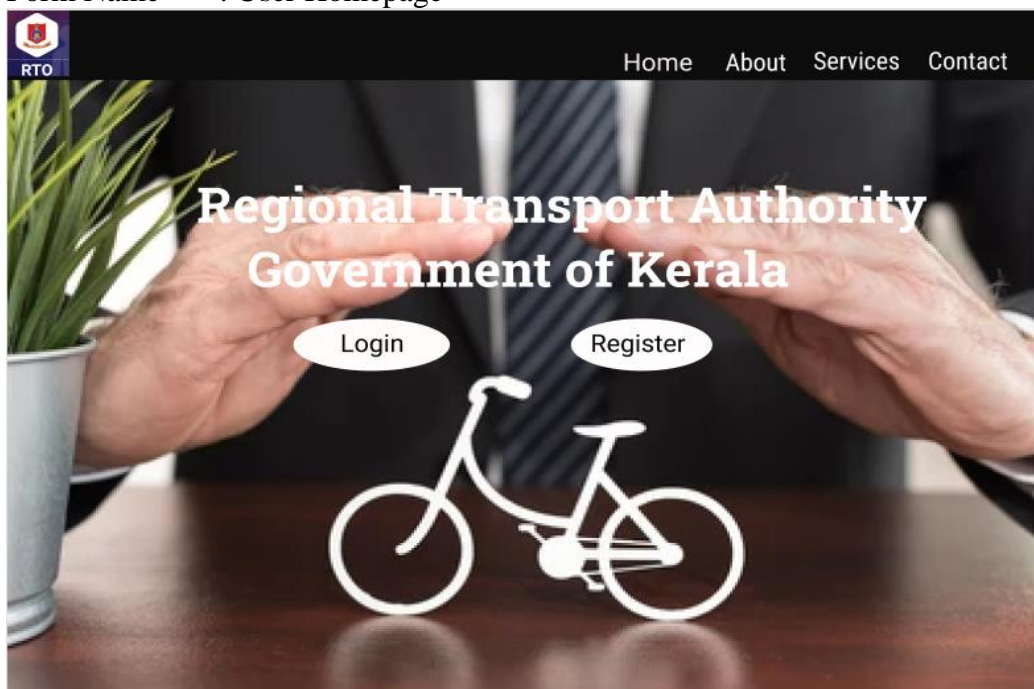 Form Name : User Homepage
RTO
Home About Services Contact
Regional Transport Authority
Government of Kerala
Login Register